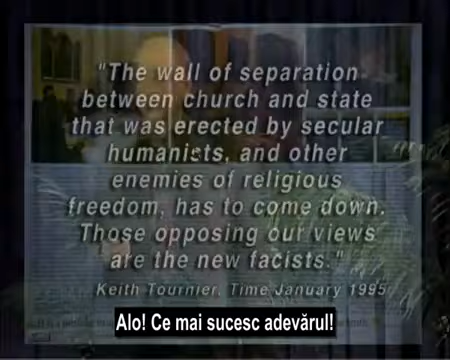 "The wall of separation
between church and state
that was erected by secular
humanists, and other
enemies of religious
freedom, has to come down.
Those opposing our views
are the new facists."
Keith Tournier, Time January 1995
Alo! Ce mai sucesc adevărul!